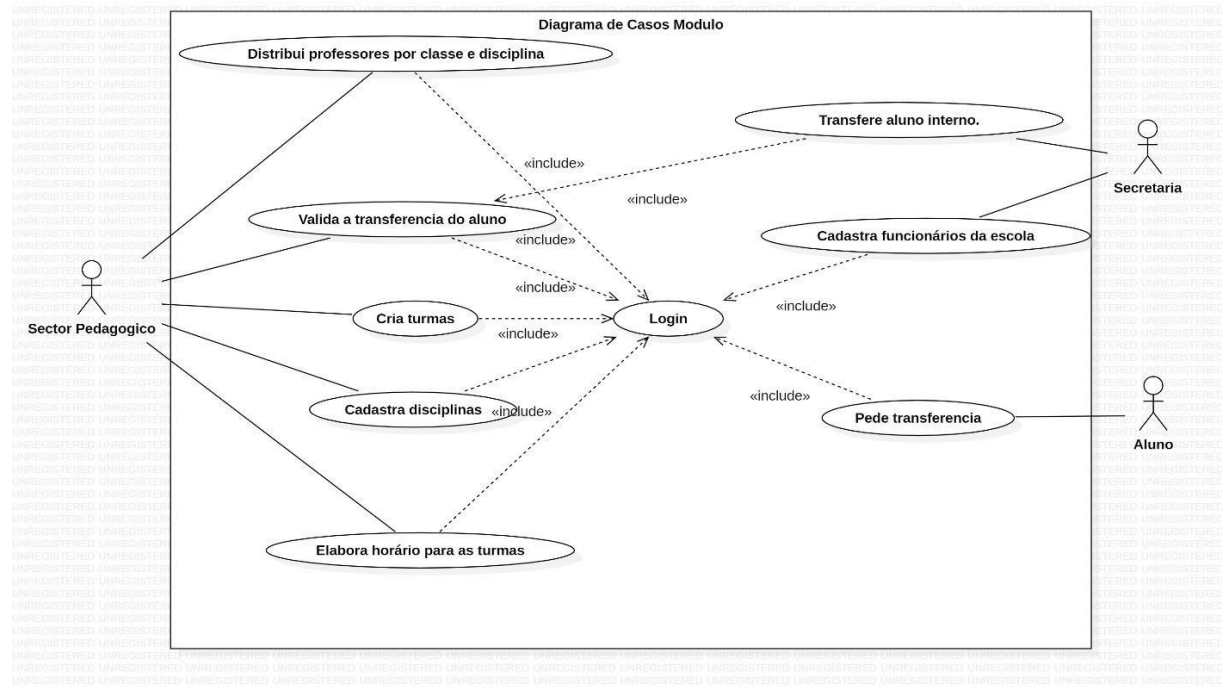 Diagrama de Casos Modulo
Distribui professores por classe e disciplina
Transfere aluno interno.
«include»
Secretaria
«include»
Valida a transferencia do aluno
Cadastra funcionários da escola
«include»
«include»
«include»
Sector Pedagogico
Cria turmas
Login
«include»
«include»
Cadastra disciplinas
«include»
Pede transferencia
Aluno
Elabora horário para as turmas
UNREGISTERED